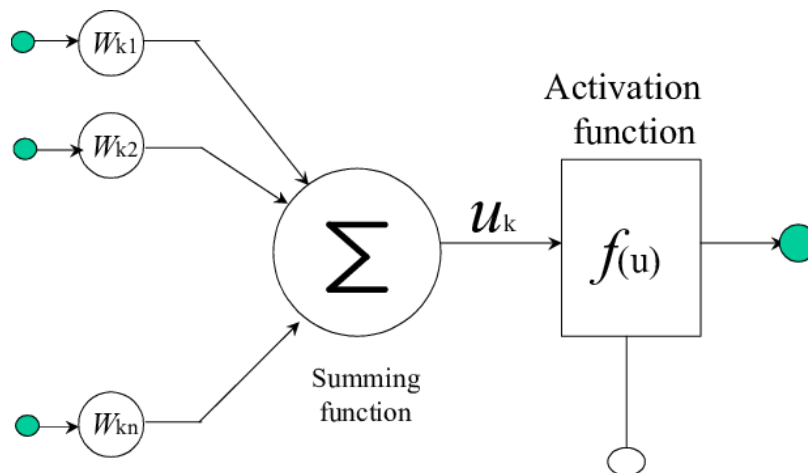 Wk1
Wk2
Wkn
Σ
Summing
function
uk
Activation
function
f(u)